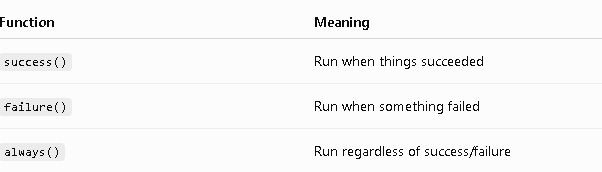 Function Meaning
success() Run when things succeeded
failure() Run when something failed
always() Run regardless of success/failure